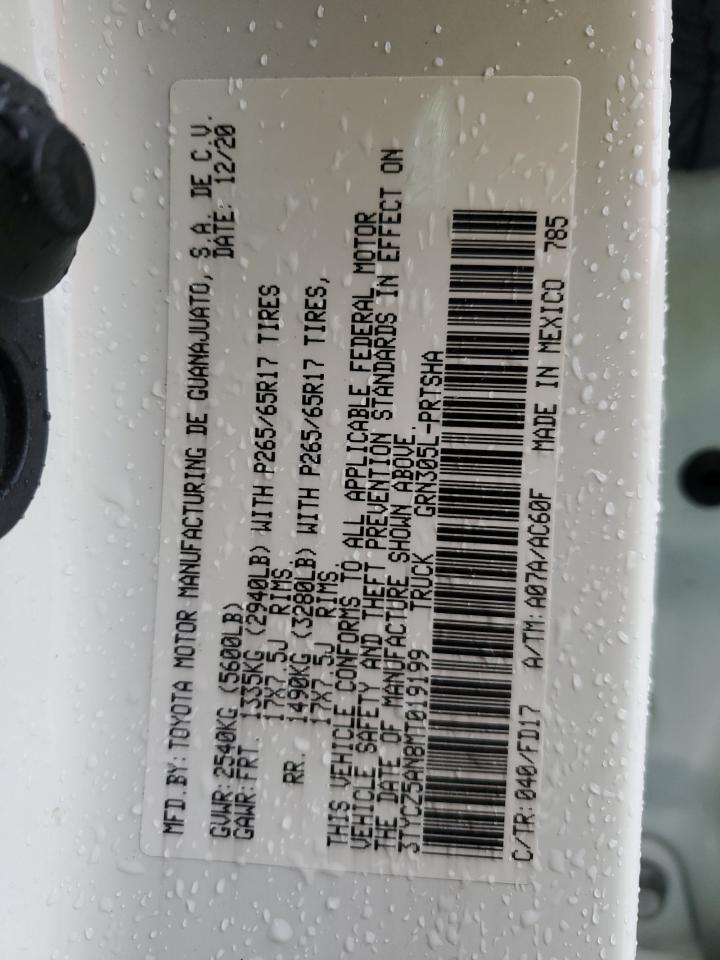 MFD.BY: TOYOTA MOTOR MANUFACTURING DE GUANAJUATO, S.A. DE C.V.
DATE: 12/20
GVWR: 2540KG (5600LB)
GAWR: FRT. 1335KG (2940LB) WITH P265/65R17 TIRES
17X7.5J RIMS.
RR. 1490KG (3280LB) WITH P265/65R17 TIRES,
17X7.5J RIMS.
THIS VEHICLE CONFORMS TO ALL APPLICABLE FEDERAL MOTOR
VEHICLE SAFETY AND THEFT PREVENTION STANDARDS IN EFFECT ON
THE DATE OF MANUFACTURE SHOWN ABOVE.
3TYCZ5AN8MT019199 TRUCK GRN305L-PRTSHA
C/TR: 040/FD17 A/TM: A07A/AC60F MADE IN MEXICO 785